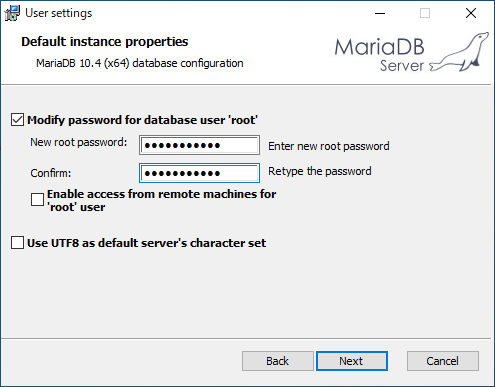 User settings
Default instance properties
MariaDB 10.4 (x64) database configuration
MariaDB
Server
Modify password for database user 'root'
New root password: ●●●●●●●●●●● Enter new root password
Confirm: ●●●●●●●●●●● Retype the password
Enable access from remote machines for
'root' user
Use UTF8 as default server's character set
Back Next Cancel